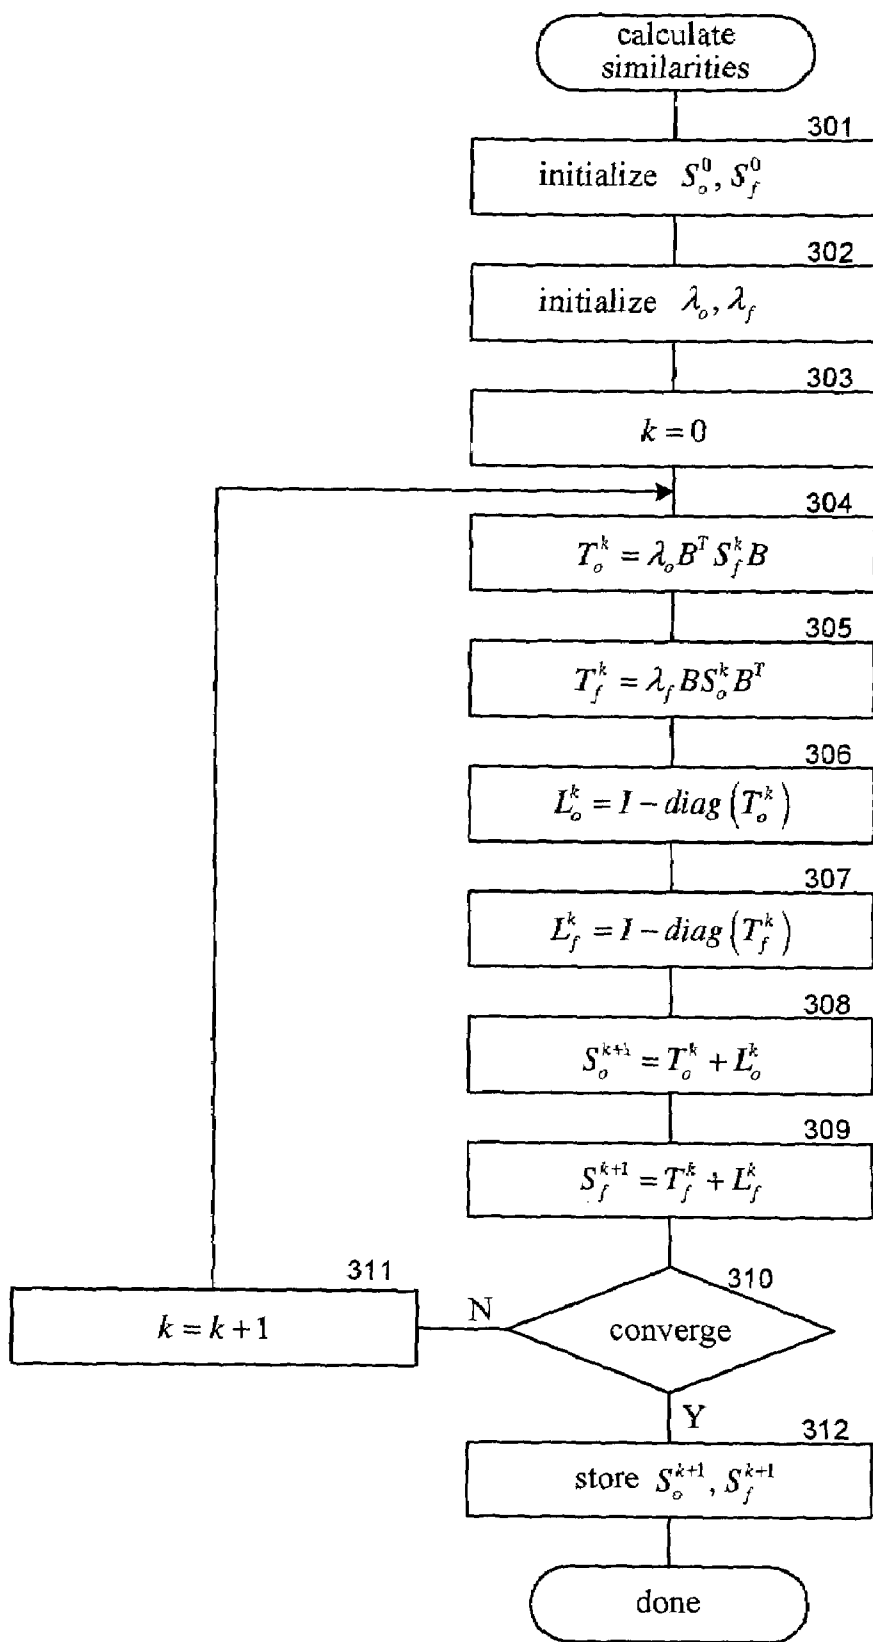 calculate
similarities
301
initialize S_o^0, S_f^0
302
initialize λ_o, λ_f
303
k = 0
304
T_o^k = λ_o B^T S_f^k B
305
T_f^k = λ_f B S_o^k B^T
306
L_o^k = I − diag(T_o^k)
307
L_f^k = I − diag(T_f^k)
308
S_o^{k+1} = T_o^k + L_o^k
309
S_f^{k+1} = T_f^k + L_f^k
310
converge
N
311
k = k + 1
Y
312
store S_o^{k+1}, S_f^{k+1}
done